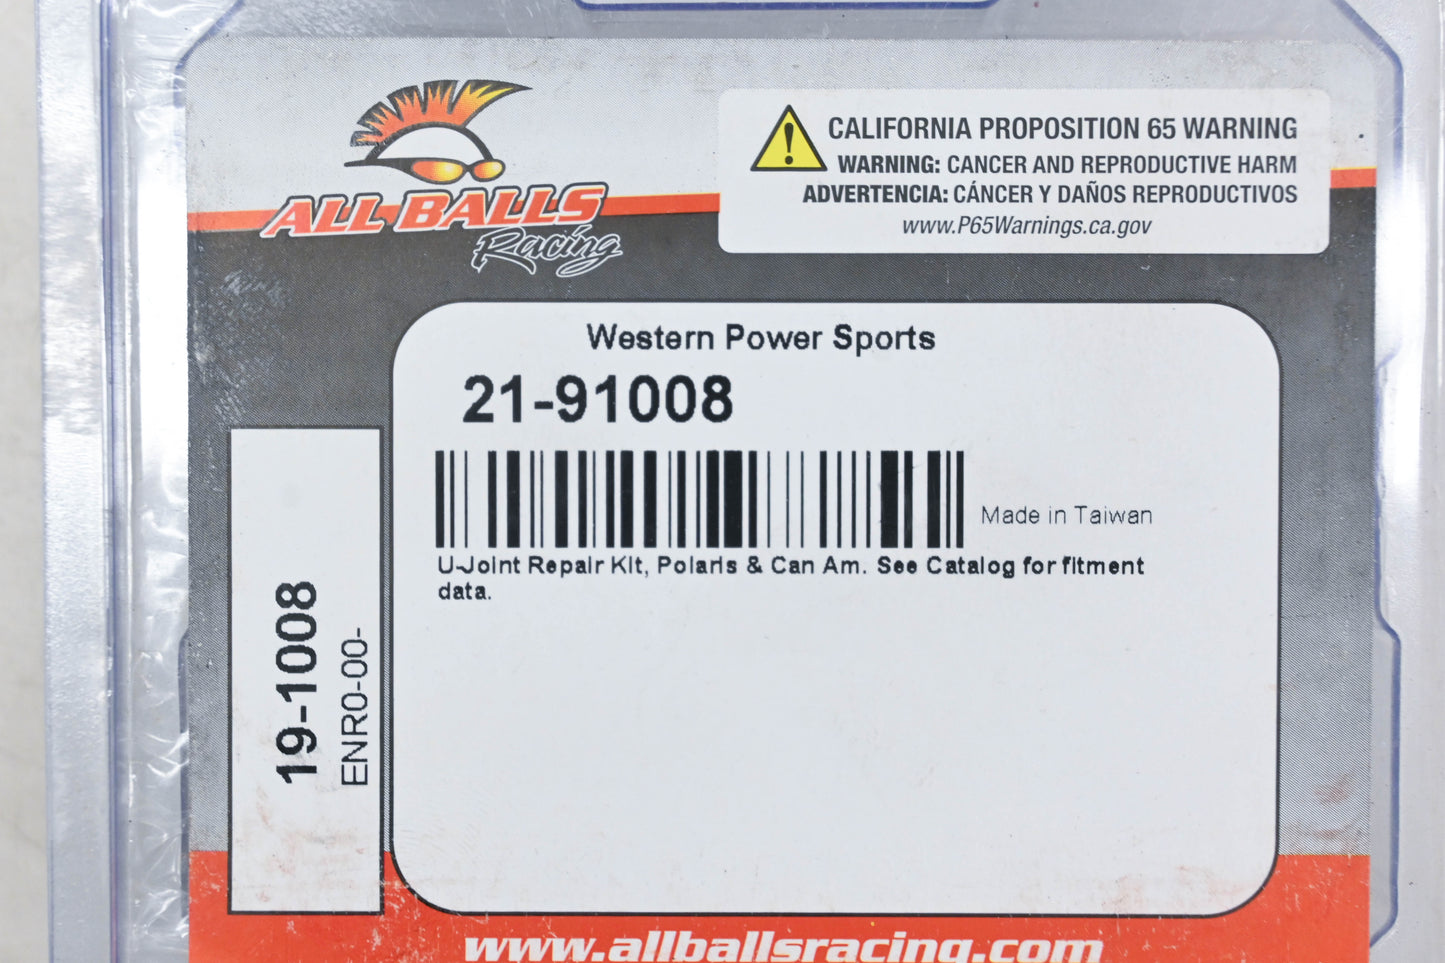 ALL BALLS
Racing
CALIFORNIA PROPOSITION 65 WARNING
WARNING: CANCER AND REPRODUCTIVE HARM
ADVERTENCIA: CÁNCER Y DAÑOS REPRODUCTIVOS
www.P65Warnings.ca.gov
Western Power Sports
21-91008
Made in Taiwan
U-Joint Repair Kit, Polaris & Can Am. See Catalog for fitment
data.
19-1008
ENR0-00-
www.allballsracing.com